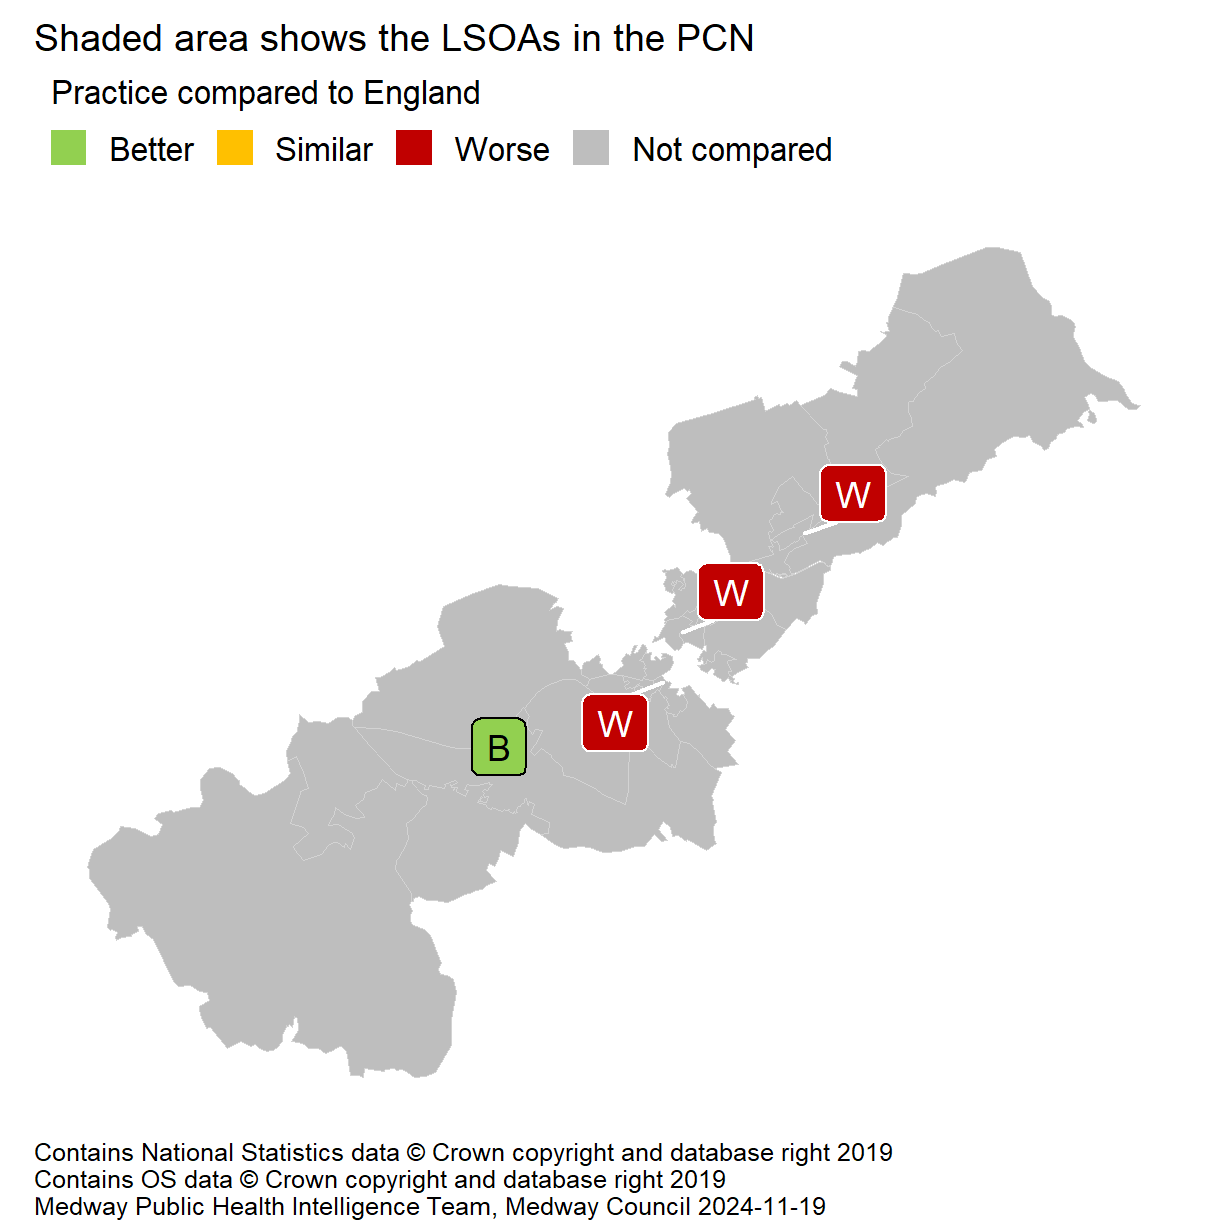 Shaded area shows the LSOAs in the PCN
Practice compared to England
Better Similar Worse Not compared
W
W
W
B
Contains National Statistics data © Crown copyright and database right 2019
Contains OS data © Crown copyright and database right 2019
Medway Public Health Intelligence Team, Medway Council 2024-11-19